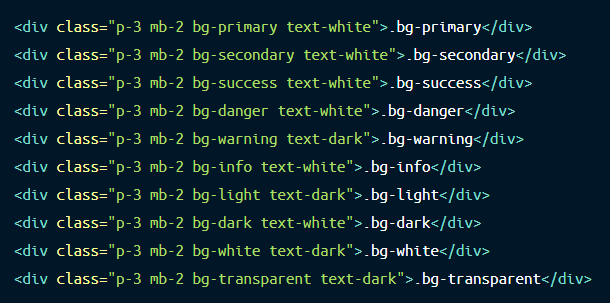 <div class="p-3 mb-2 bg-primary text-white">.bg-primary</div>
<div class="p-3 mb-2 bg-secondary text-white">.bg-secondary</div>
<div class="p-3 mb-2 bg-success text-white">.bg-success</div>
<div class="p-3 mb-2 bg-danger text-white">.bg-danger</div>
<div class="p-3 mb-2 bg-warning text-dark">.bg-warning</div>
<div class="p-3 mb-2 bg-info text-white">.bg-info</div>
<div class="p-3 mb-2 bg-light text-dark">.bg-light</div>
<div class="p-3 mb-2 bg-dark text-white">.bg-dark</div>
<div class="p-3 mb-2 bg-white text-dark">.bg-white</div>
<div class="p-3 mb-2 bg-transparent text-dark">.bg-transparent</div>